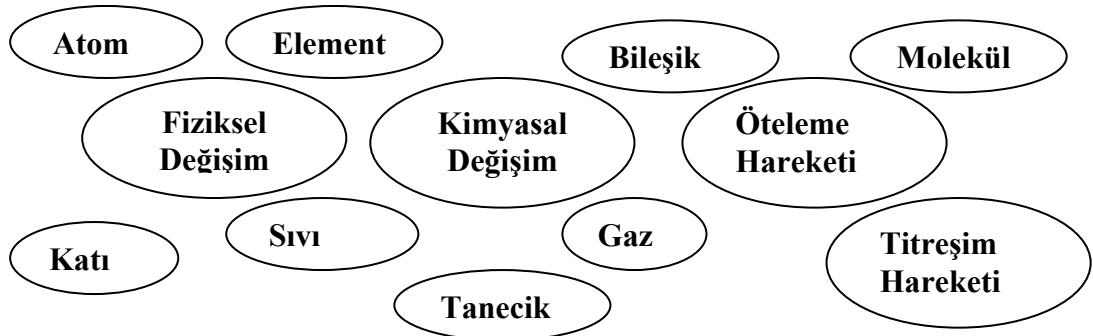 Atom
Element
Bileşik
Molekül
Fiziksel
Değişim
Kimyasal
Değişim
Öteleme
Hareketi
Katı
Sıvı
Gaz
Titreşim
Hareketi
Tanecik